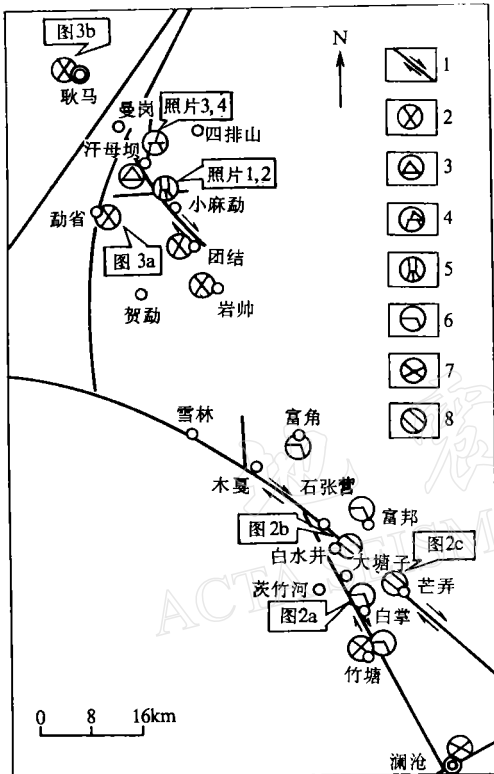 图3b
N
耿马
照片3,4
曼岗
四排山
汗母坝
照片1,2
小麻勐
勐省
图3a
团结
贺勐
岩帅
1
2
3
4
5
6
7
8
雪林
富角
木戛
石张营
图2b
富邦
白水井
大塘子
图2c
茨竹河
芒弄
图2a
白掌
竹塘
0 8 16km
澜沧
地震
ACTA SEISM